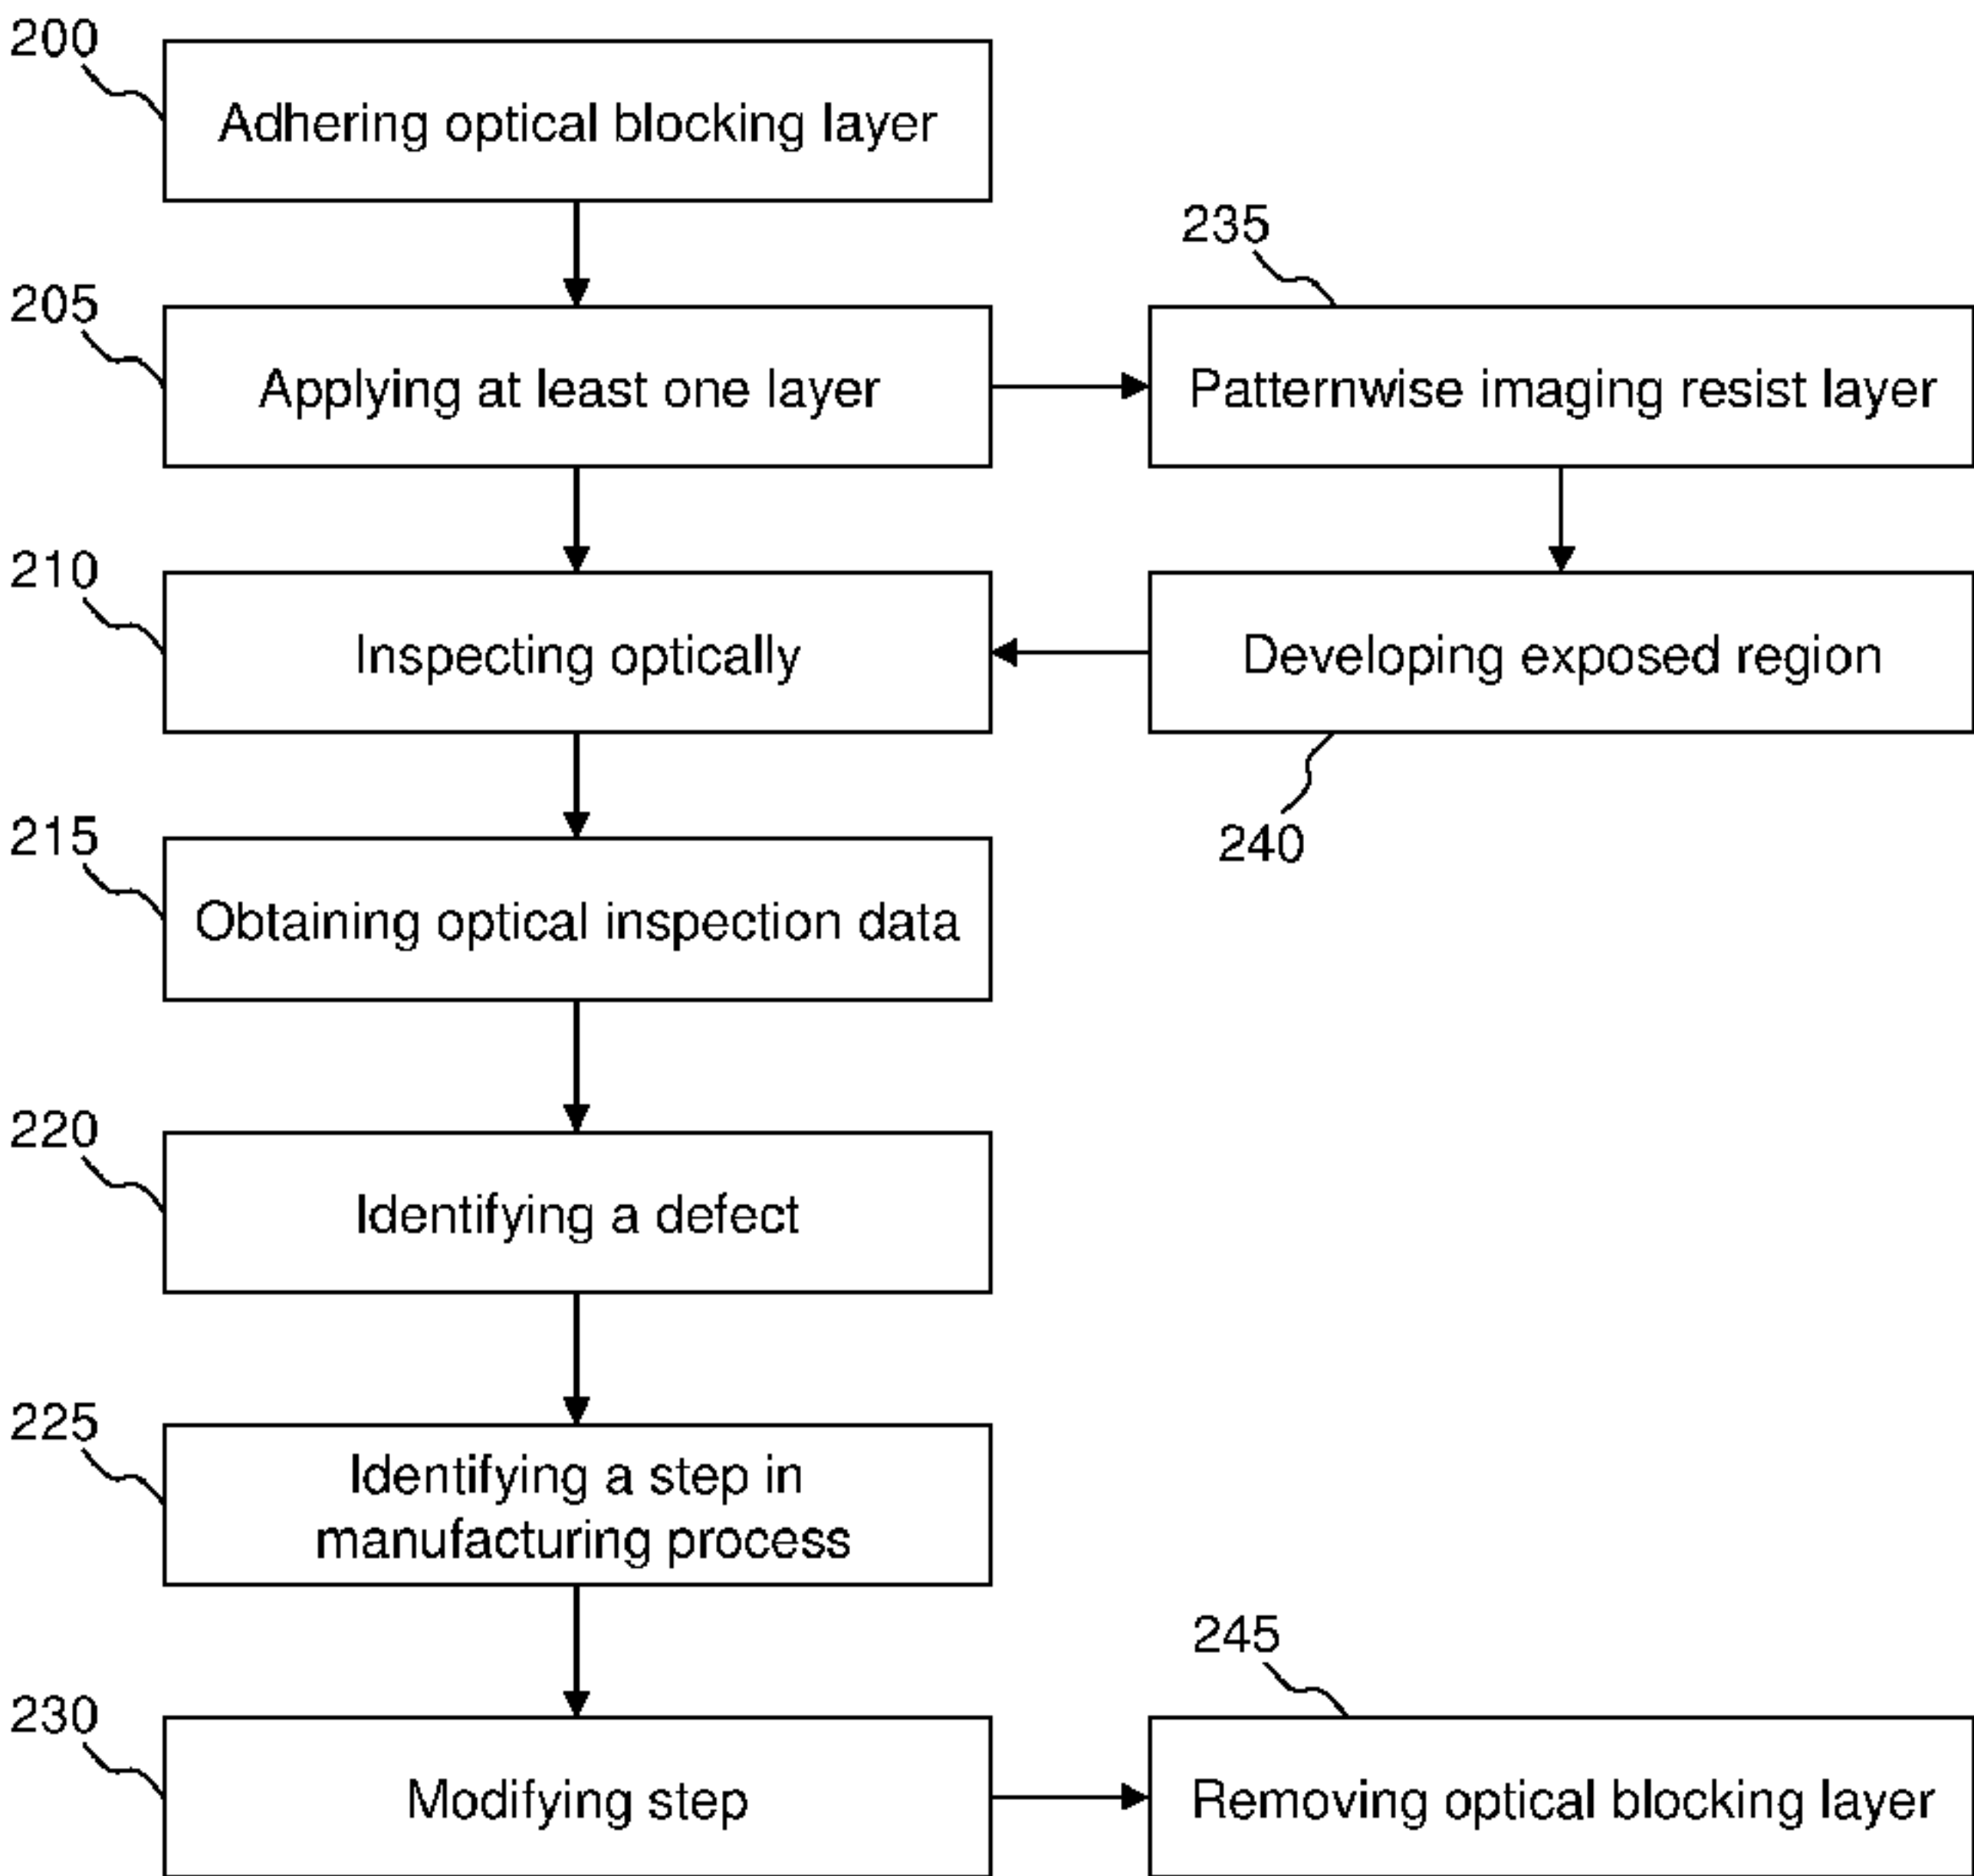 200
Adhering optical blocking layer
235
205
Applying at least one layer
Patternwise imaging resist layer
210
Inspecting optically
Developing exposed region
215
240
Obtaining optical inspection data
220
Identifying a defect
225
Identifying a step in
manufacturing process
245
230
Modifying step
Removing optical blocking layer